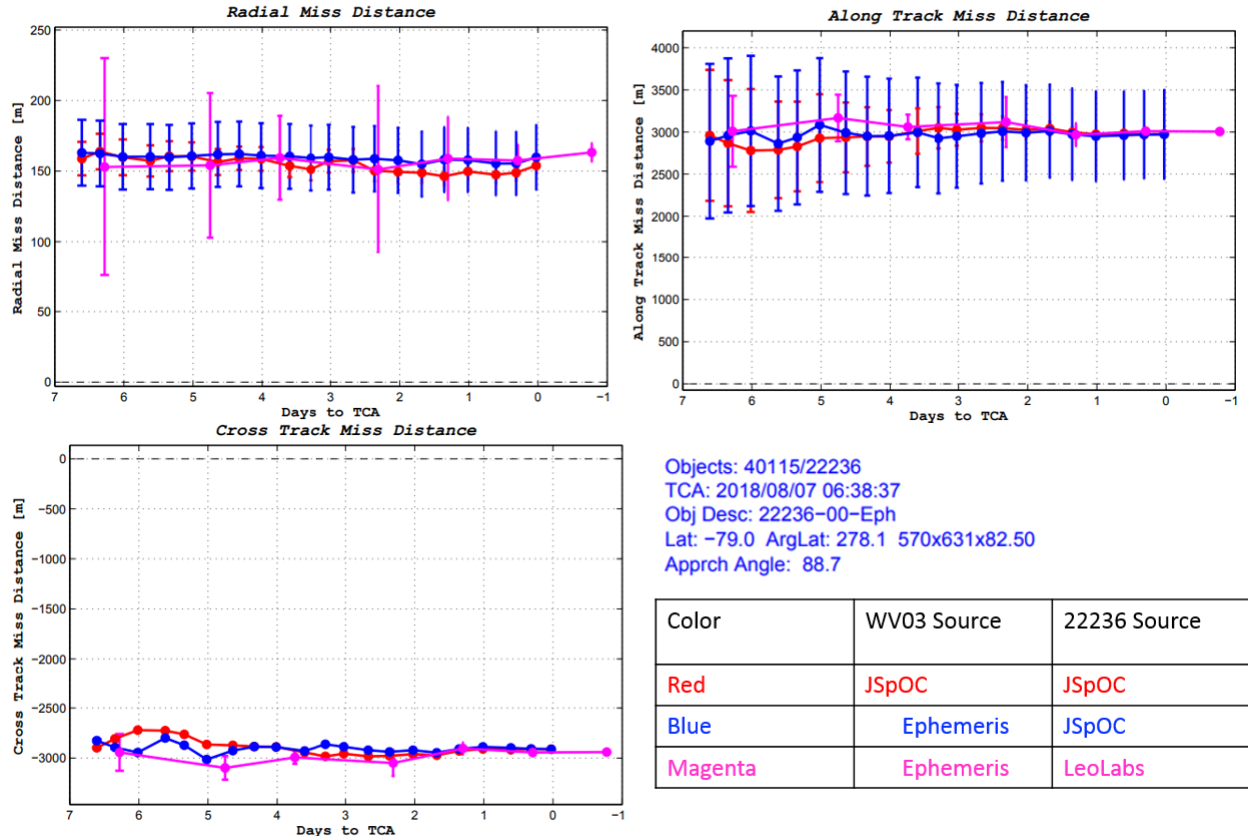 Radial Miss Distance
Radial Miss Distance [m]
250
200
150
100
50
0
7 6 5 4 3 2 1 0 −1
Days to TCA
Along Track Miss Distance
Along Track Miss Distance [m]
4000
3500
3000
2500
2000
1500
1000
500
0
7 6 5 4 3 2 1 0 −1
Days to TCA
Cross Track Miss Distance
Cross Track Miss Distance [m]
0
−500
−1000
−1500
−2000
−2500
−3000
7 6 5 4 3 2 1 0 −1
Days to TCA
Objects: 40115/22236
TCA: 2018/08/07 06:38:37
Obj Desc: 22236−00−Eph
Lat: −79.0 ArgLat: 278.1 570x631x82.50
Apprch Angle: 88.7
Color WV03 Source 22236 Source
Red JSpOC JSpOC
Blue Ephemeris JSpOC
Magenta Ephemeris LeoLabs